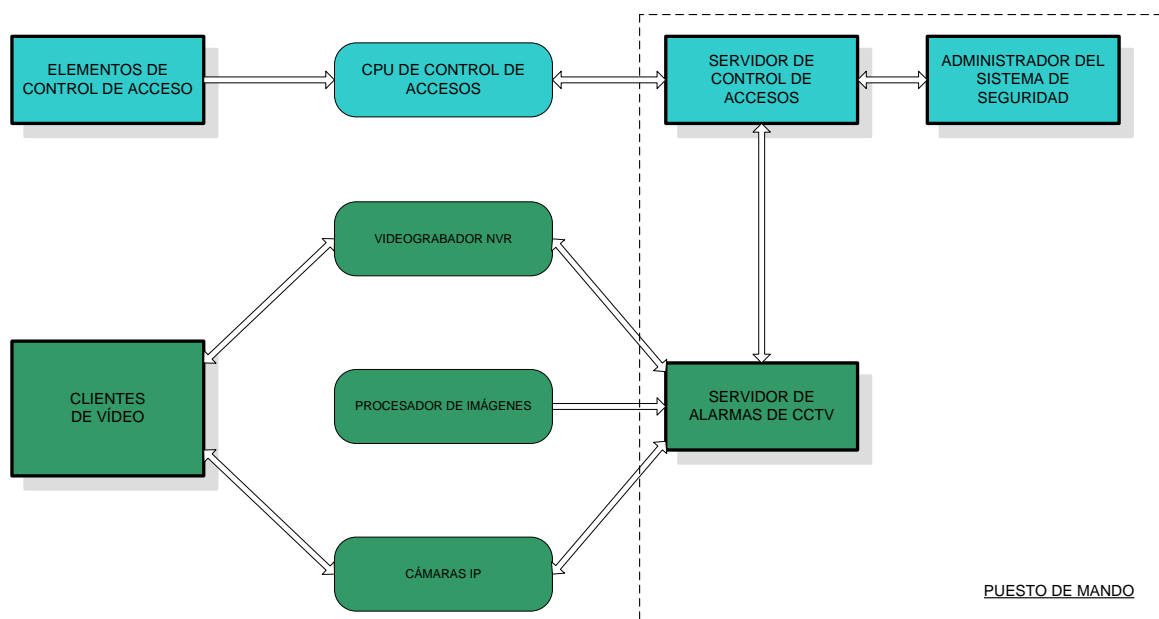 ELEMENTOS DE
CONTROL DE ACCESO
CPU DE CONTROL DE
ACCESOS
SERVIDOR DE
CONTROL DE
ACCESOS
ADMINISTRADOR DEL
SISTEMA DE
SEGURIDAD
VIDEOGRABADOR NVR
CLIENTES
DE VÍDEO
PROCESADOR DE IMÁGENES
SERVIDOR DE
ALARMAS DE CCTV
CÁMARAS IP
PUESTO DE MANDO